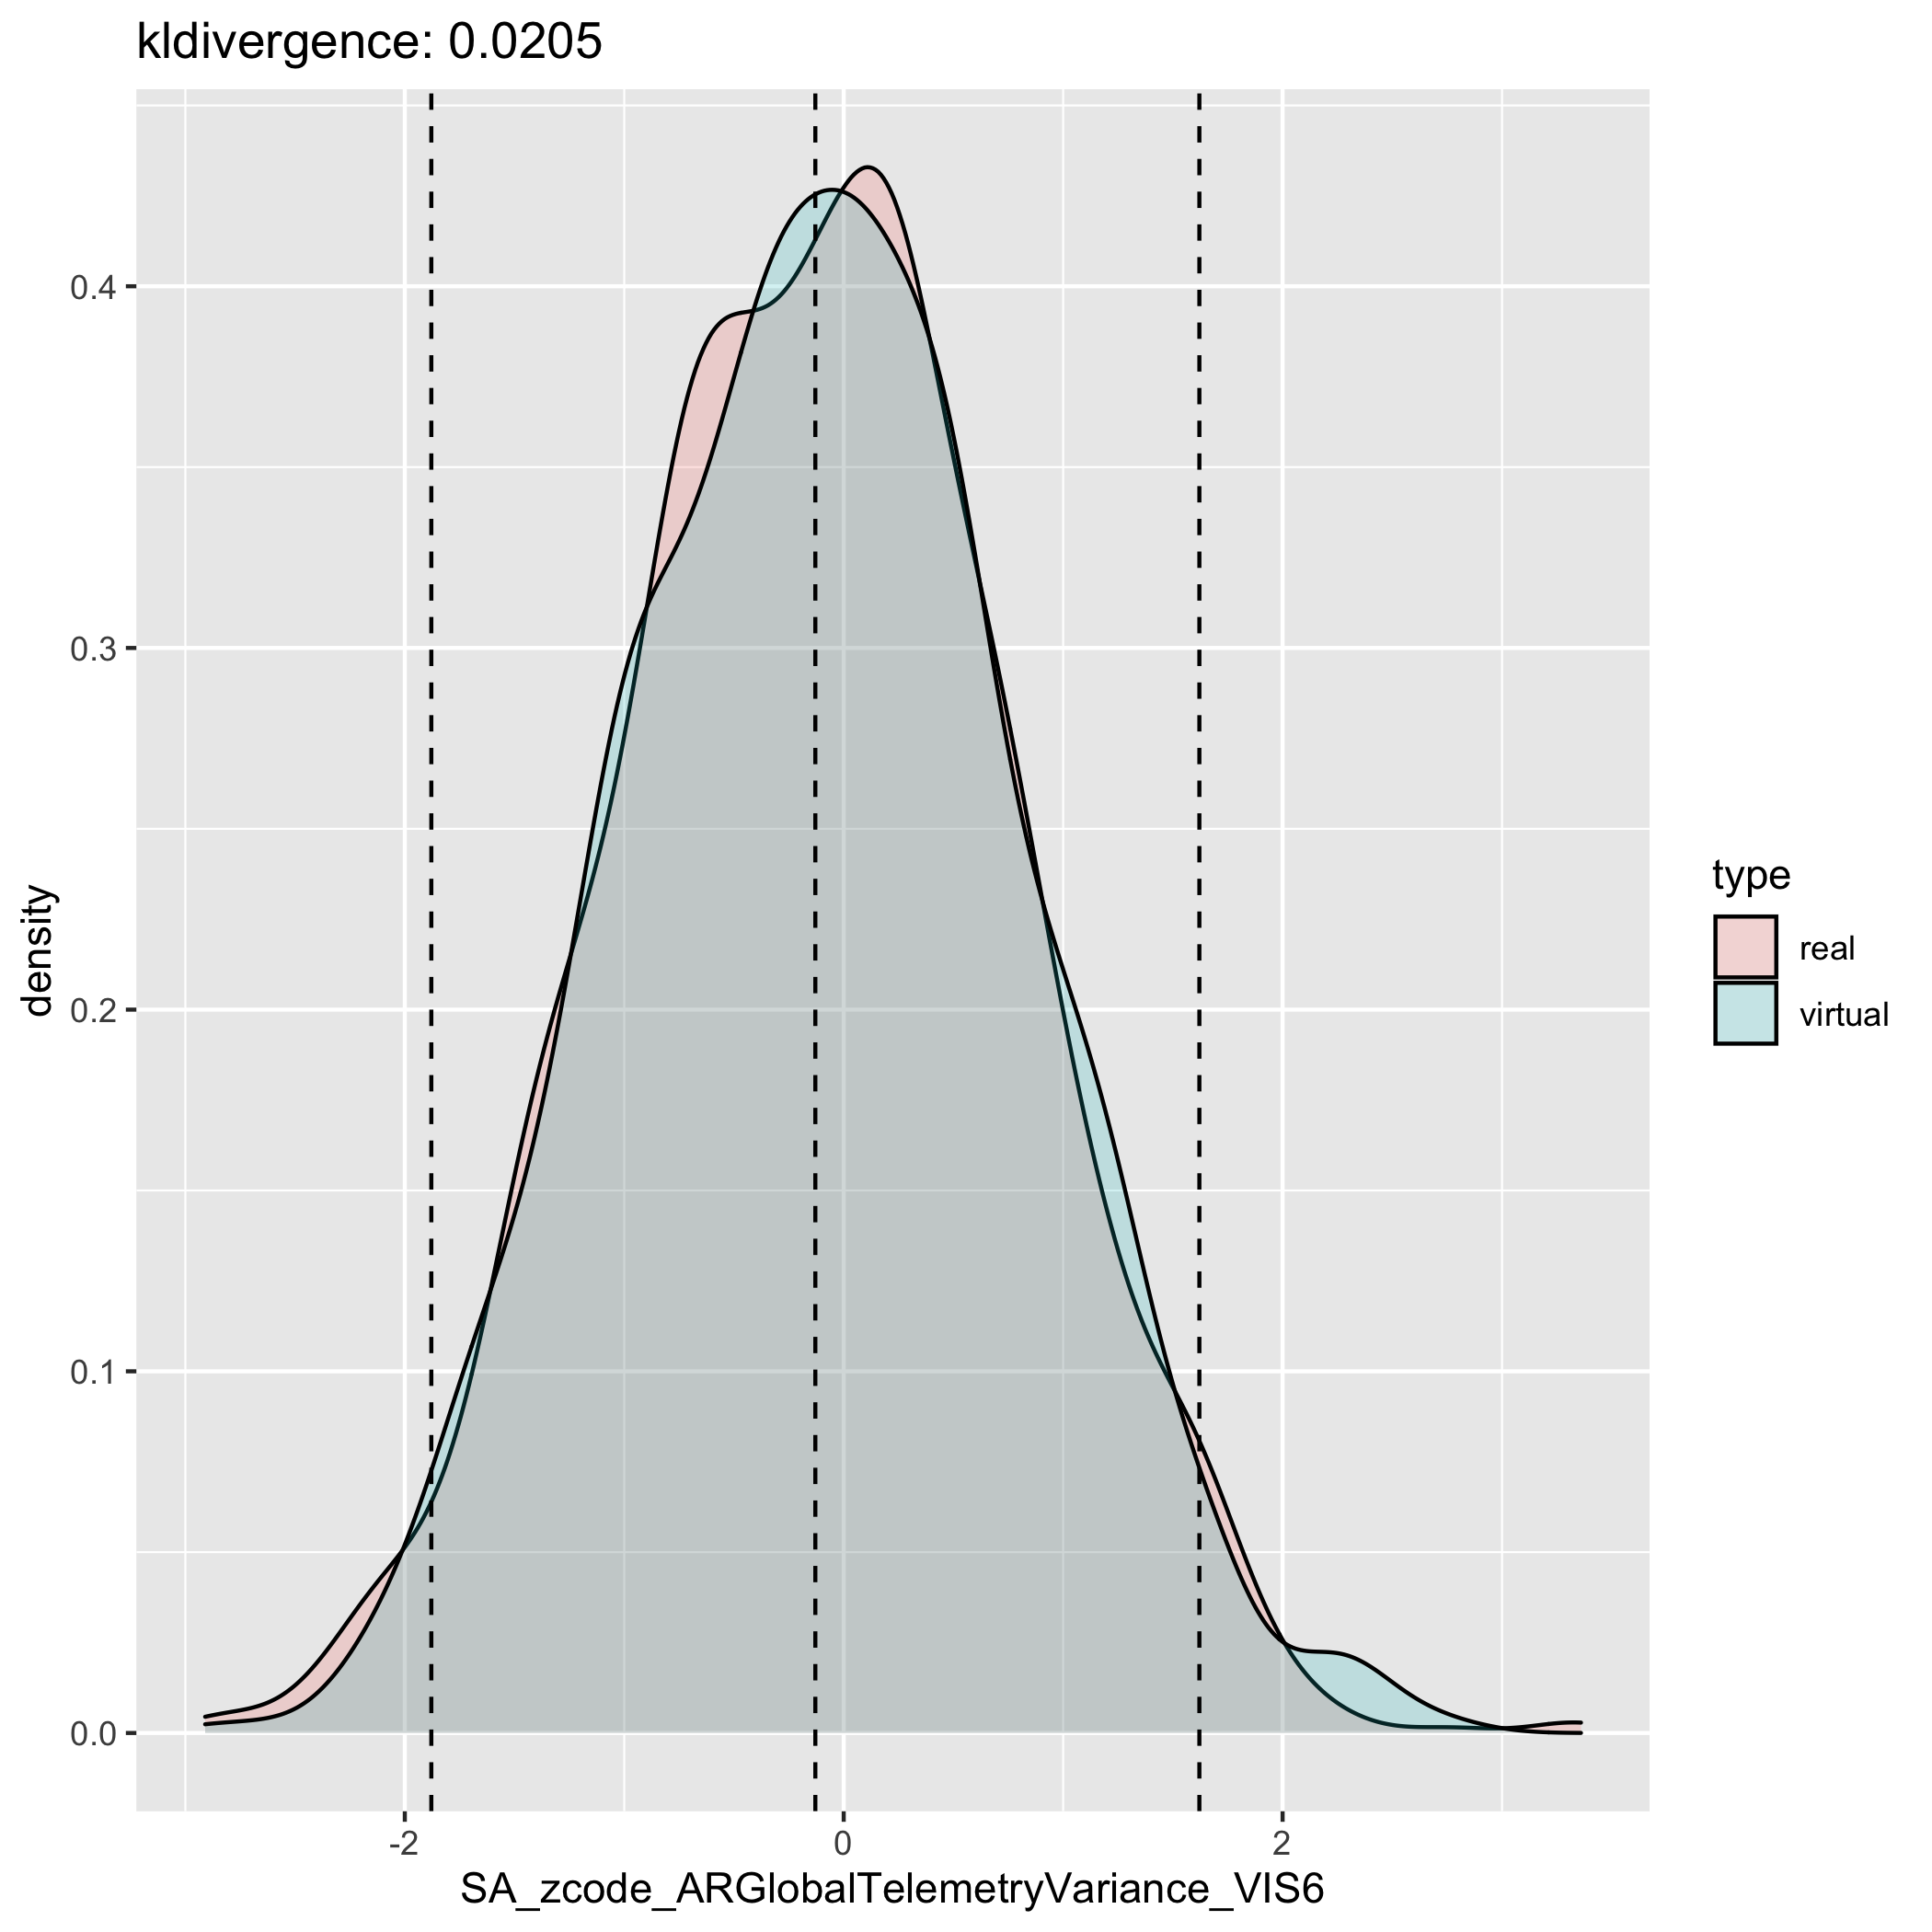 kldivergence: 0.0205
0.4
0.3
0.2
0.1
0.0
density
-2
0
2
SA_zcode_ARGlobalTelemetryVariance_VIS6
type
real
virtual